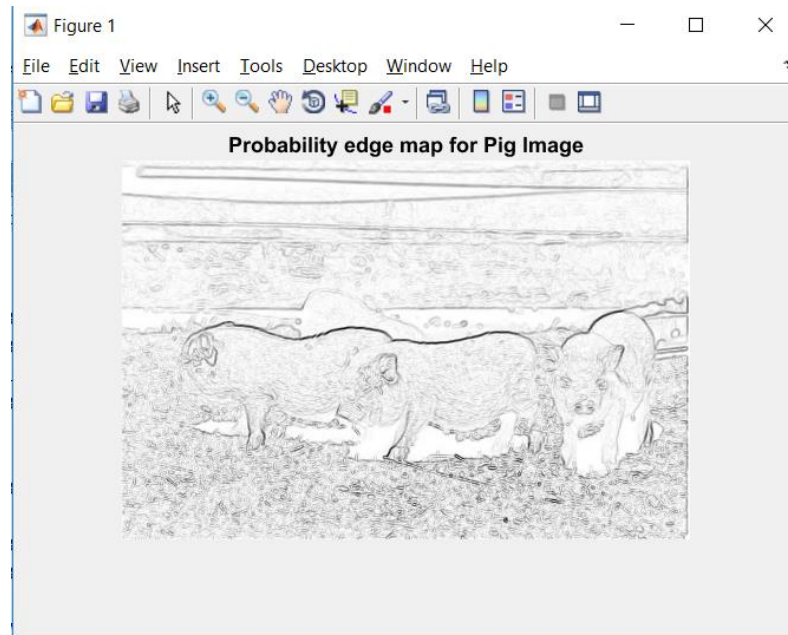 Figure 1
File Edit View Insert Tools Desktop Window Help
Probability edge map for Pig Image